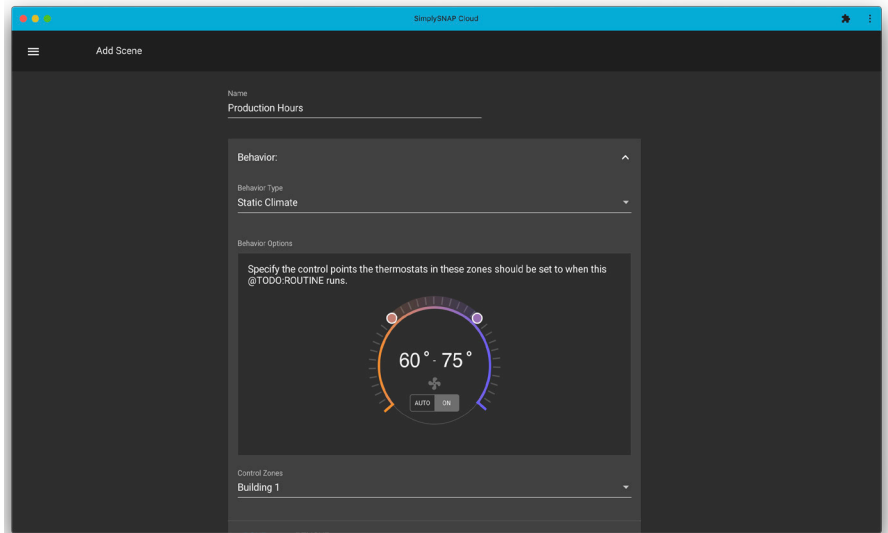 SimplySNAP Cloud
Add Scene
Name
Production Hours
Behavior:
Behavior Type
Static Climate
Behavior Options
Specify the control points the thermostats in these zones should be set to when this
@TODO:ROUTINE runs.
60° - 75°
AUTO ON
Control Zones
Building 1